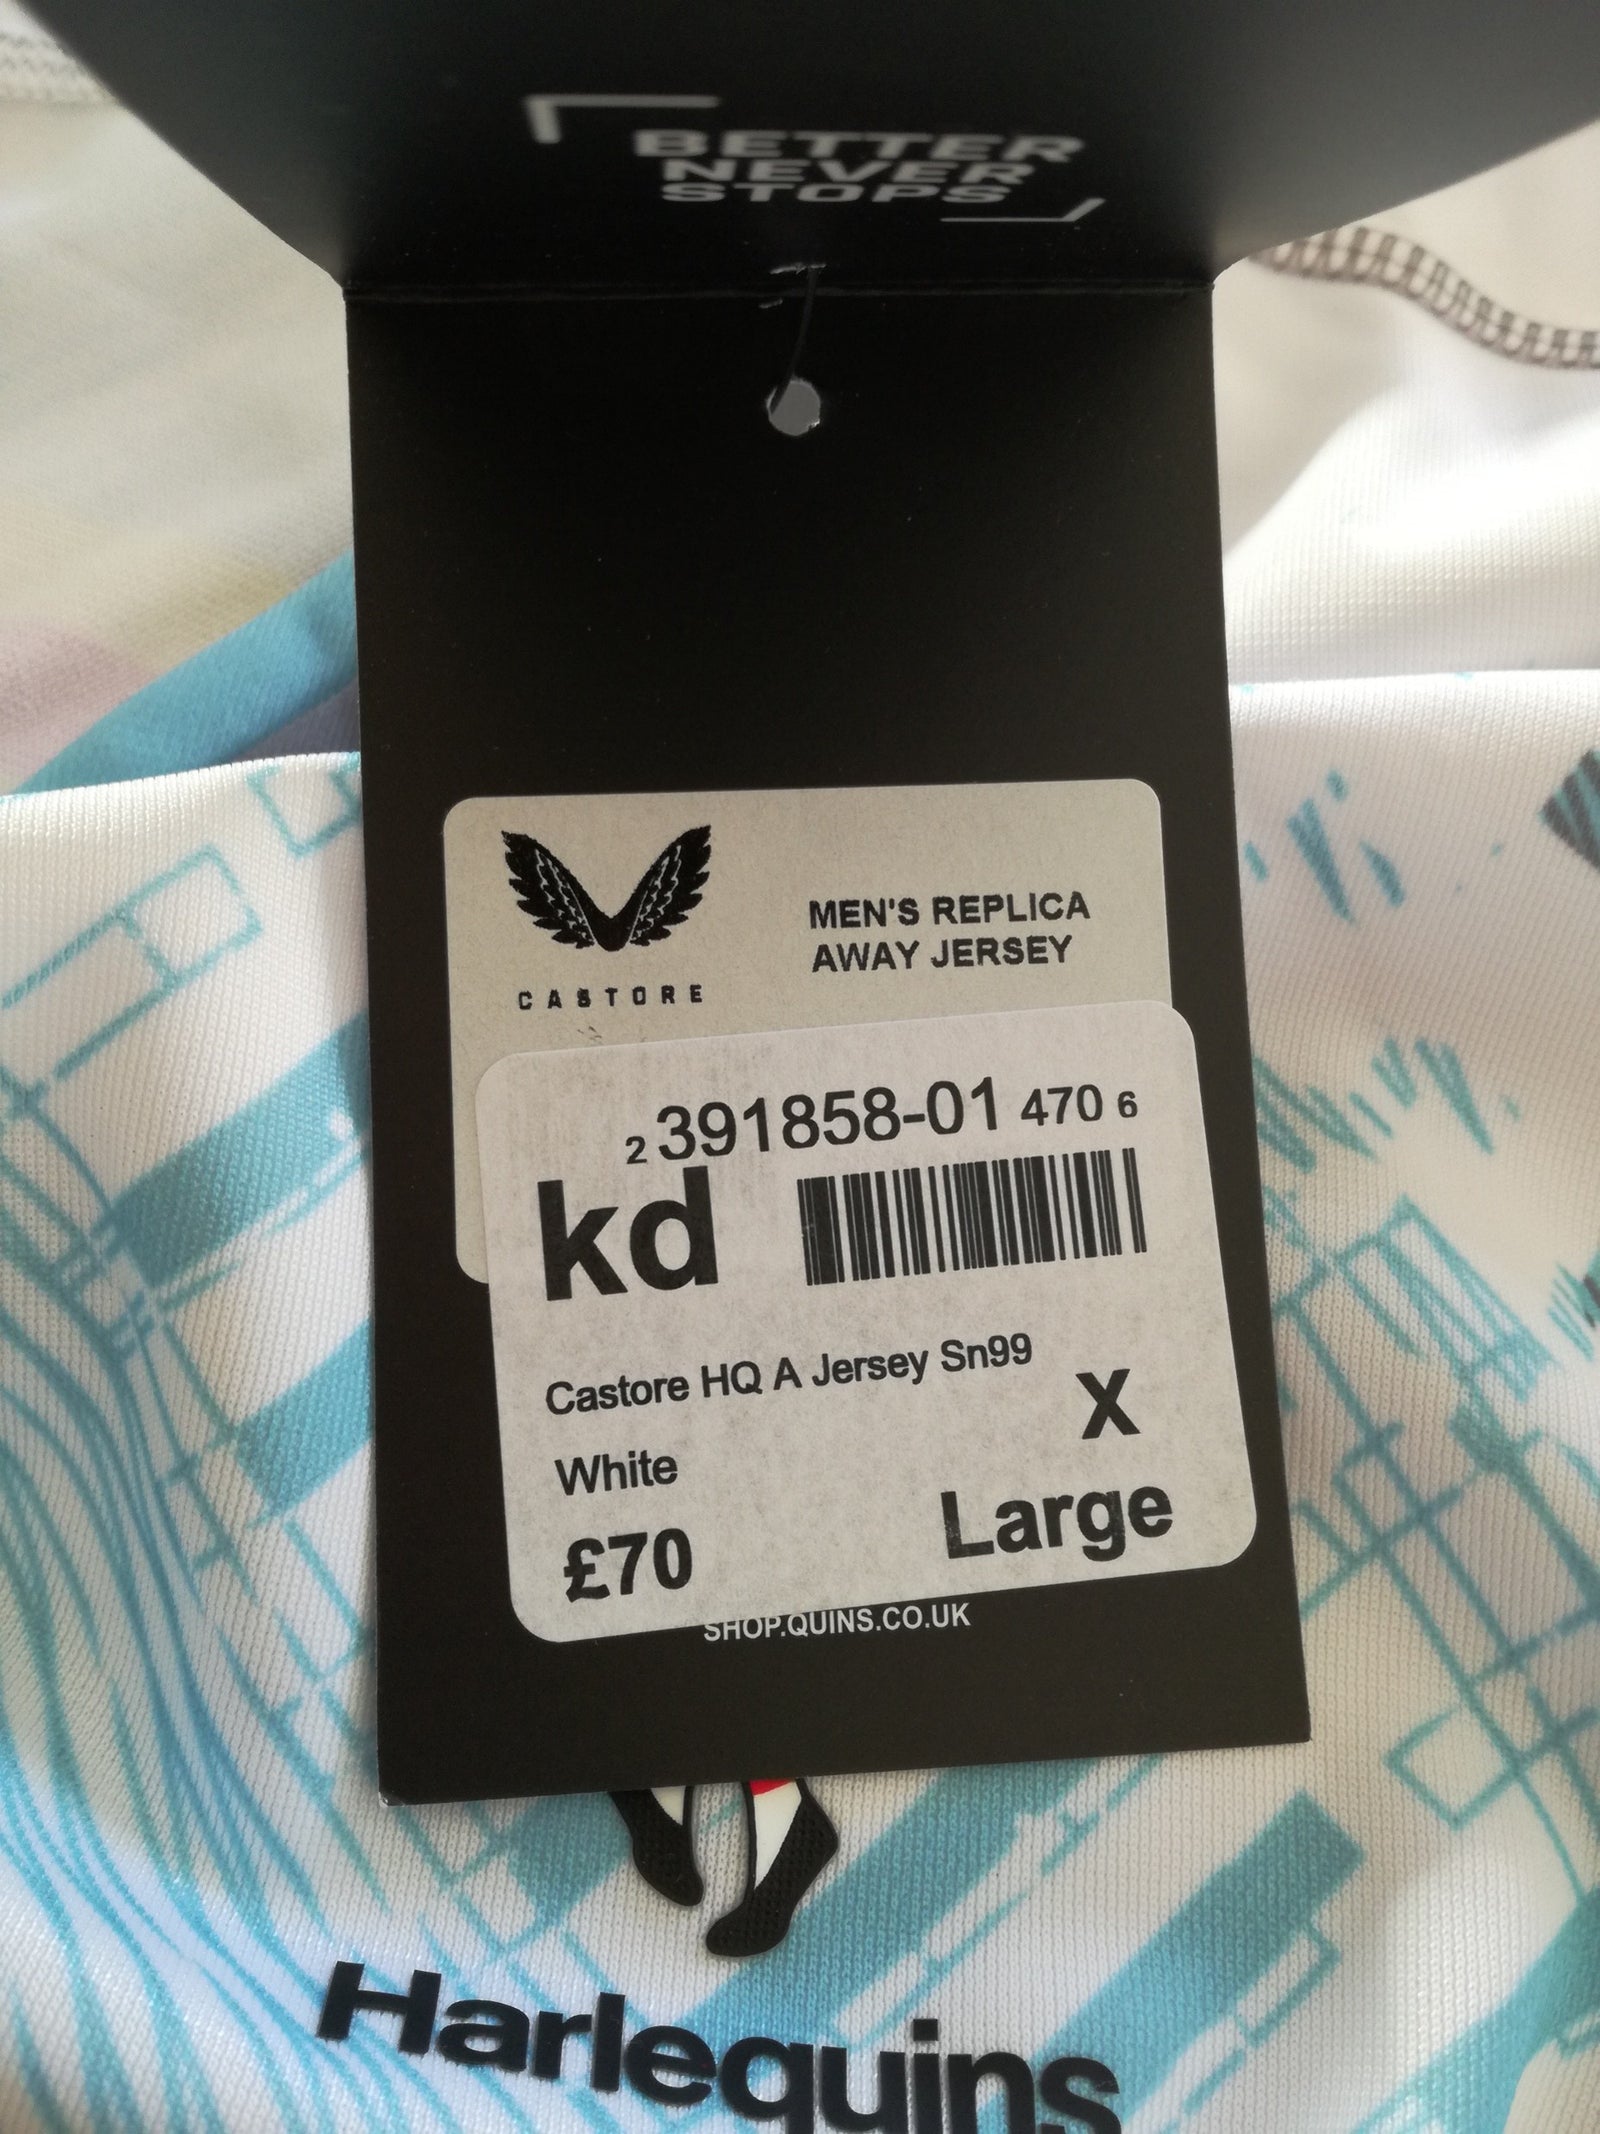 BETTER
NEVER
STOPS
CASTORE
MEN'S REPLICA
AWAY JERSEY
2 391858-01 470 6
kd
Castore HQ A Jersey Sn99
White
X
Large
£70
SHOP.QUINS.CO.UK
Harlequins